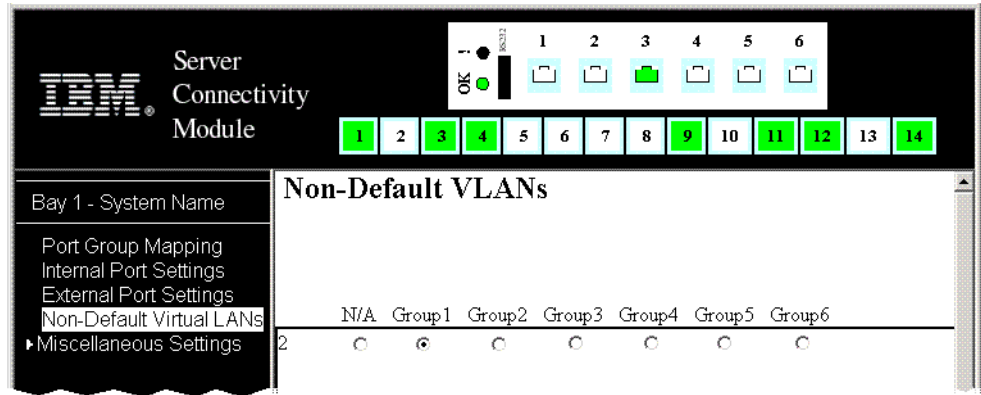 IBM®
Server
Connectivity
Module
!
OK
RS232
1 2 3 4 5 6
1 2 3 4 5 6 7 8 9 10 11 12 13 14
Bay 1 - System Name
Port Group Mapping
Internal Port Settings
External Port Settings
Non-Default Virtual LANs
Miscellaneous Settings
Non-Default VLANs
N/A Group1 Group2 Group3 Group4 Group5 Group6
2